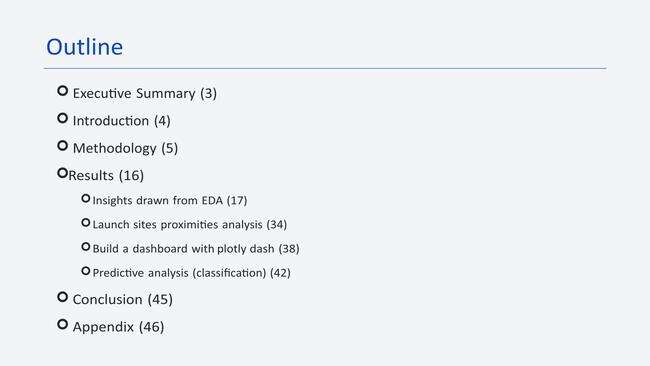 Outline
Executive Summary (3)
Introduction (4)
Methodology (5)
Results (16)
Insights drawn from EDA (17)
Launch sites proximities analysis (34)
Build a dashboard with plotly dash (38)
Predictive analysis (classification) (42)
Conclusion (45)
Appendix (46)